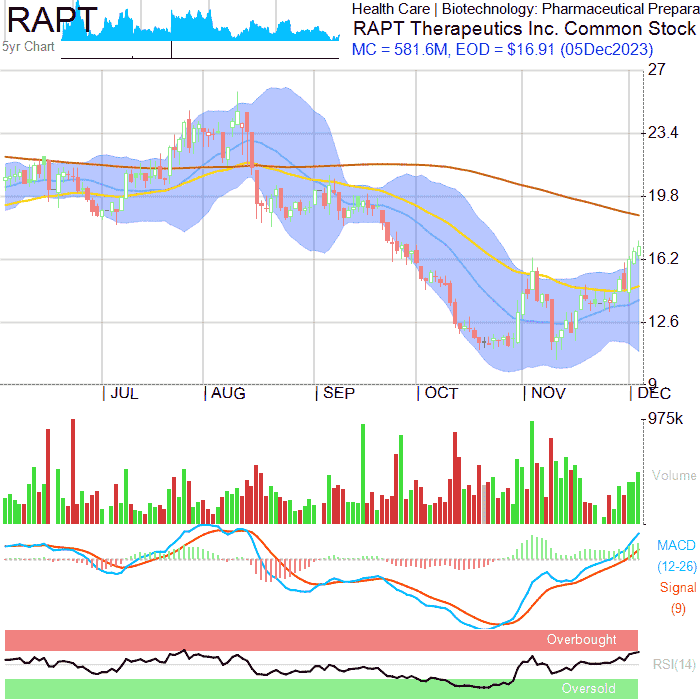 RAPT
Health Care | Biotechnology: Pharmaceutical Prepara
RAPT Therapeutics Inc. Common Stock
5yr Chart
MC = 581.6M, EOD = $16.91 (05Dec2023)
27
23.4
19.8
16.2
12.6
9
JUL
AUG
SEP
OCT
NOV
DEC
975k
Volume
MACD
(12-26)
Signal
(9)
Overbought
RSI(14)
Oversold